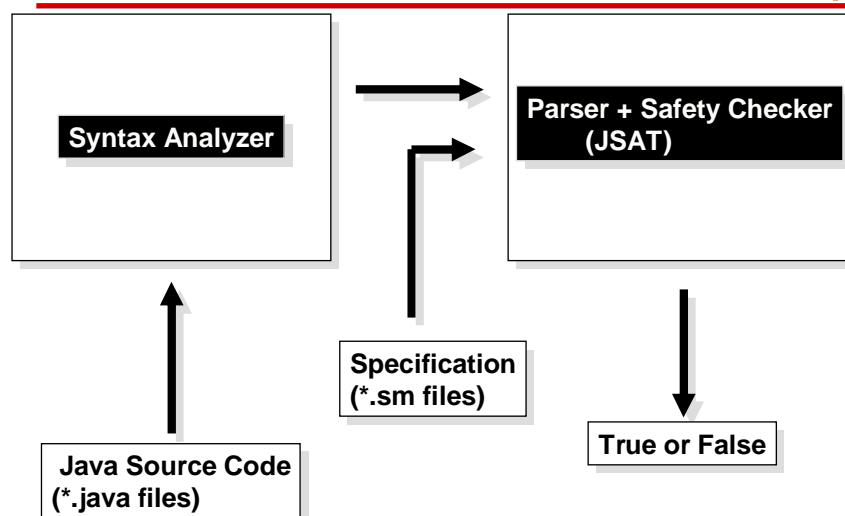 Syntax Analyzer
Parser + Safety Checker
(JSAT)
Specification
(*.sm files)
True or False
Java Source Code
(*.java files)